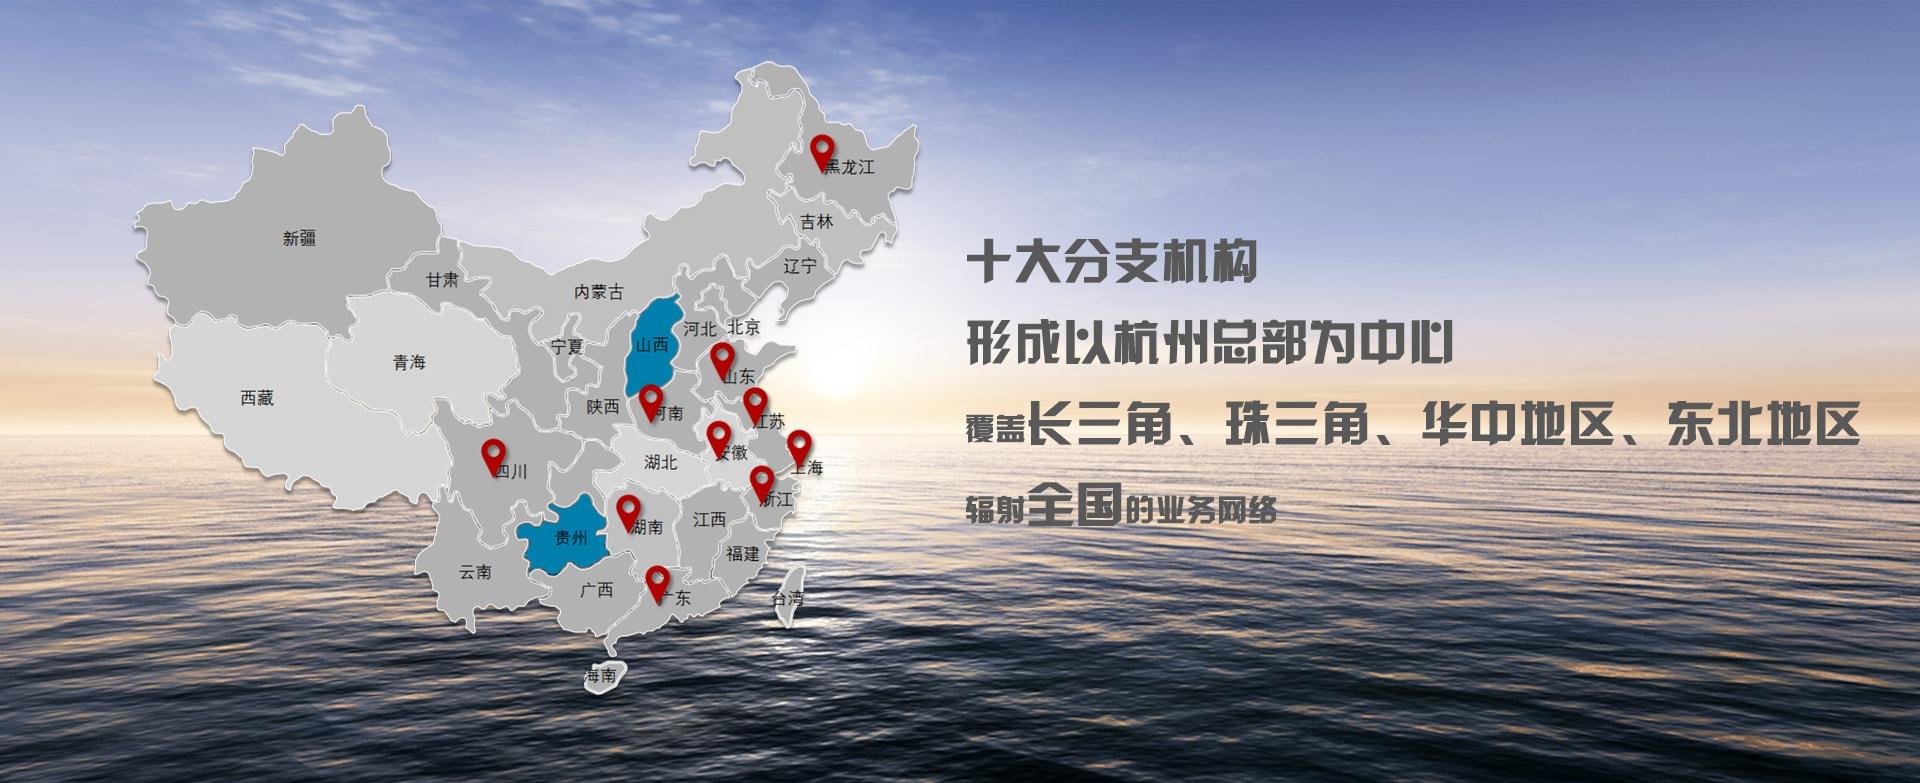 黑龙江
吉林
新疆
辽宁
甘肃
内蒙古
河北
北京
山西
宁夏
青海
山东
西藏
陕西
河南
江苏
安徽
湖北
上海
四川
浙江
江西
湖南
贵州
福建
云南
广西
广东
台湾
海南
十大分支机构
形成以杭州总部为中心
覆盖长三角、珠三角、华中地区、东北地区
辐射全国的业务网络